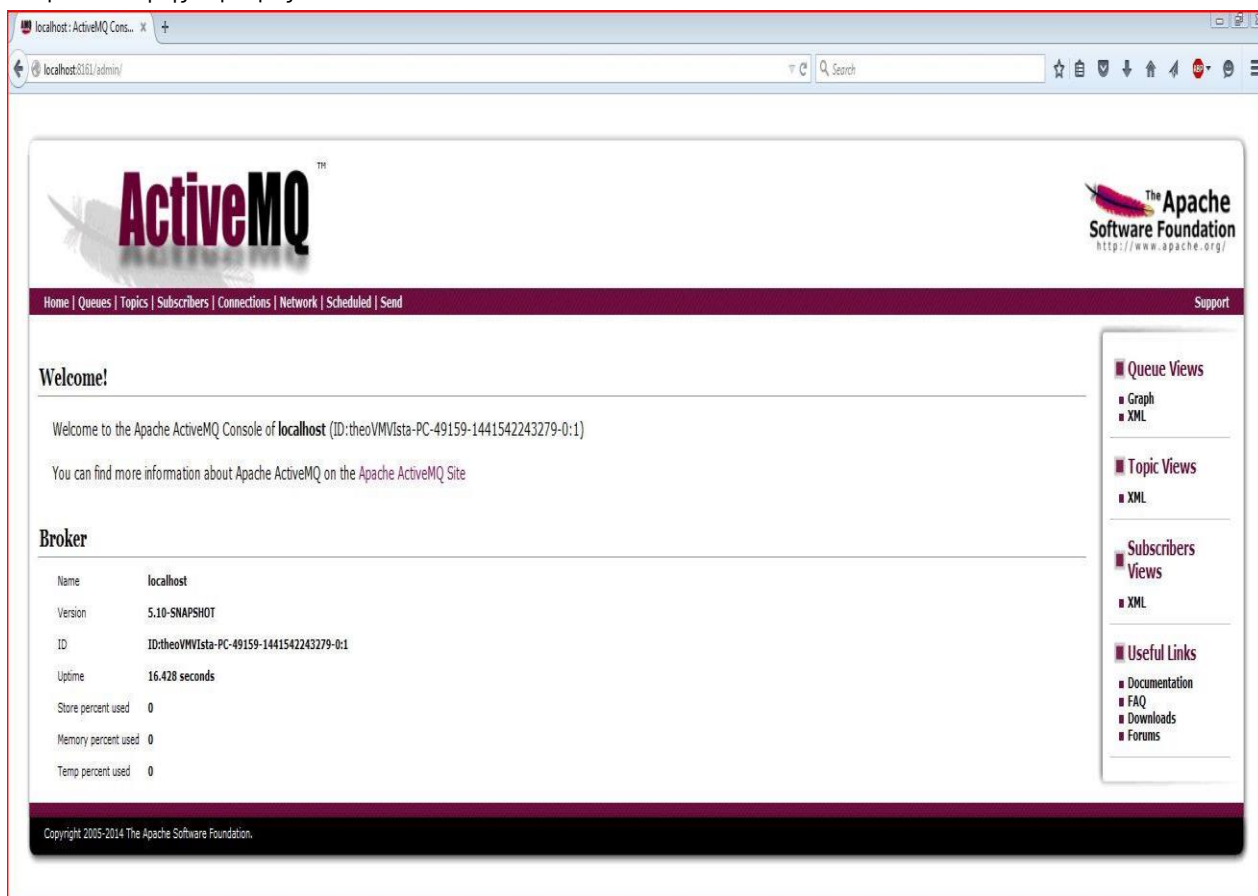 localhost : ActiveMQ Cons... x +
localhost:8161/admin/
Search
ABP
ActiveMQ™
The Apache
Software Foundation
http://www.apache.org/
Home | Queues | Topics | Subscribers | Connections | Network | Scheduled | Send
Support
Welcome!
Welcome to the Apache ActiveMQ Console of localhost (ID:theoVMVIsta-PC-49159-1441542243279-0:1)
You can find more information about Apache ActiveMQ on the Apache ActiveMQ Site
Broker
Name localhost
Version 5.10-SNAPSHOT
ID ID:theoVMVIsta-PC-49159-1441542243279-0:1
Uptime 16.428 seconds
Store percent used 0
Memory percent used 0
Temp percent used 0
Queue Views
Graph
XML
Topic Views
XML
Subscribers
Views
XML
Useful Links
Documentation
FAQ
Downloads
Forums
Copyright 2005-2014 The Apache Software Foundation.